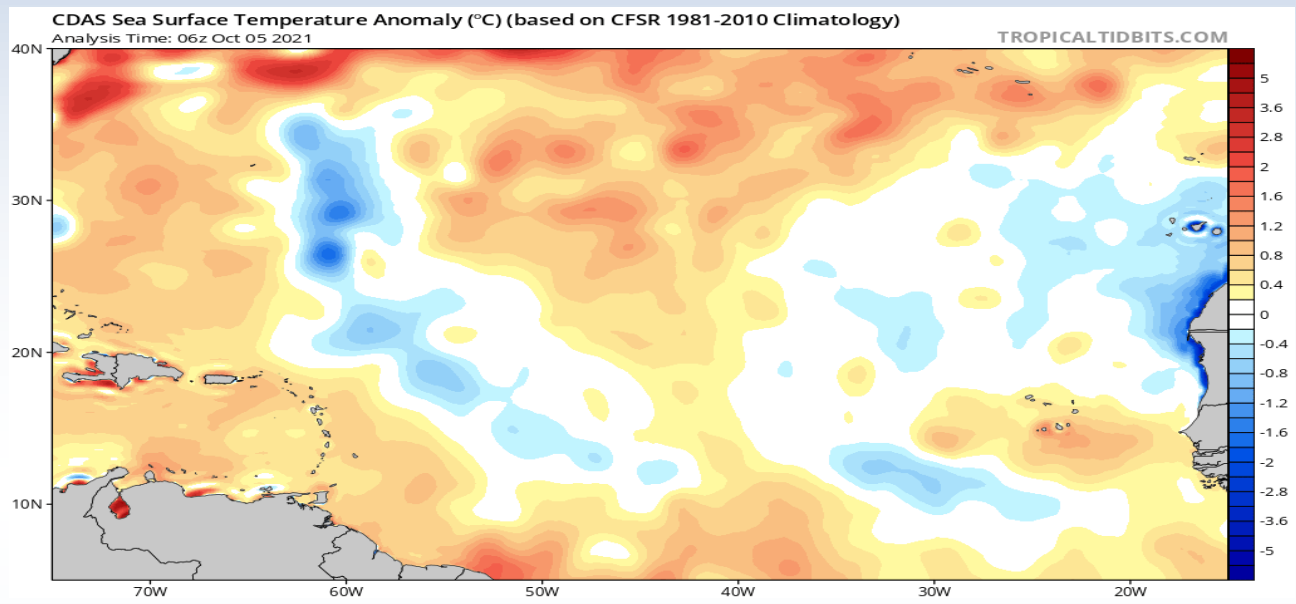 CDAS Sea Surface Temperature Anomaly (°C) (based on CFSR 1981-2010 Climatology)
Analysis Time: 06z Oct 05 2021
TROPICALTIDBITS.COM
40N
30N
20N
10N
70W
60W
50W
40W
30W
20W
5
3.6
2.8
2
1.6
1.2
0.8
0.4
0
-0.4
-0.8
-1.2
-1.6
-2
-2.8
-3.6
-5